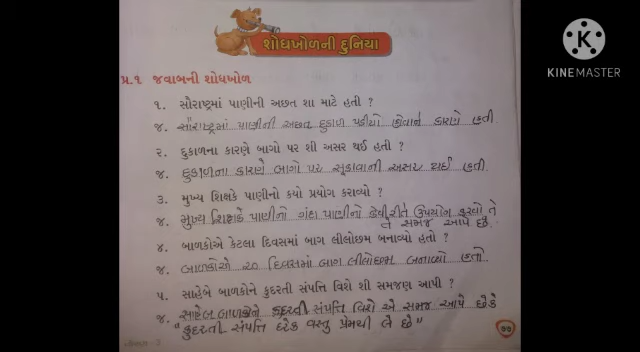 શોધખોળની દુનિયા
KINEMASTER
પ્ર.૧ જવાબની શોધખોળ
૧. સૌરાષ્ટ્રમાં પાણીની અછત શા માટે હતી ?
જ. સૌરાષ્ટ્રમાં પાણીની અછત દુકાળ પડીયો હોવાને કારણે હતી
૨. દુકાળના કારણે બાગો પર શી અસર થઈ હતી ?
જ. દુકાળના કારણે બાગો પર સૂકાવાની અસર થઈ હતી
૩. મુખ્ય શિક્ષકે પાણીનો કયો પ્રયોગ કરાવ્યો ?
જ. મુખ્ય શિક્ષકે પાણીનો ગંદા પાણીનો કેવી રીતે ઉપયોગ કરવો તે
તે સમજ આપે છે.
૪. બાળકોએ કેટલા દિવસમાં બાગ લીલોછમ બનાવ્યો હતો ?
જ. બાળકોએ ૨૦ દિવસમાં બાગ લીલોછમ બનાવ્યો હતો
૫. સાહેબે બાળકોને કુદરતી સંપત્તિ વિશે શી સમજણ આપી ?
જ. સાહેબ બાળકોને કુદરતી સંપત્તિ વિશે એ સમજ આપે છે કે
"કુદરતી સંપત્તિ દરેક વસ્તુ પ્રેમથી લે છે"
૭૭